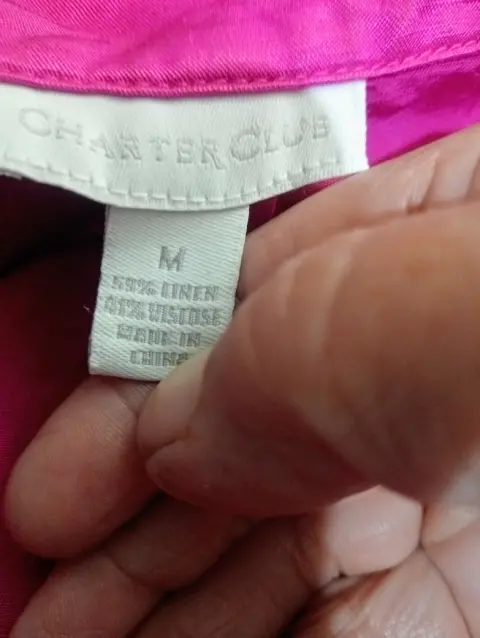 CHARTER CLUB
M
59% LINEN
41% VISCOSE
MADE IN
CHINA